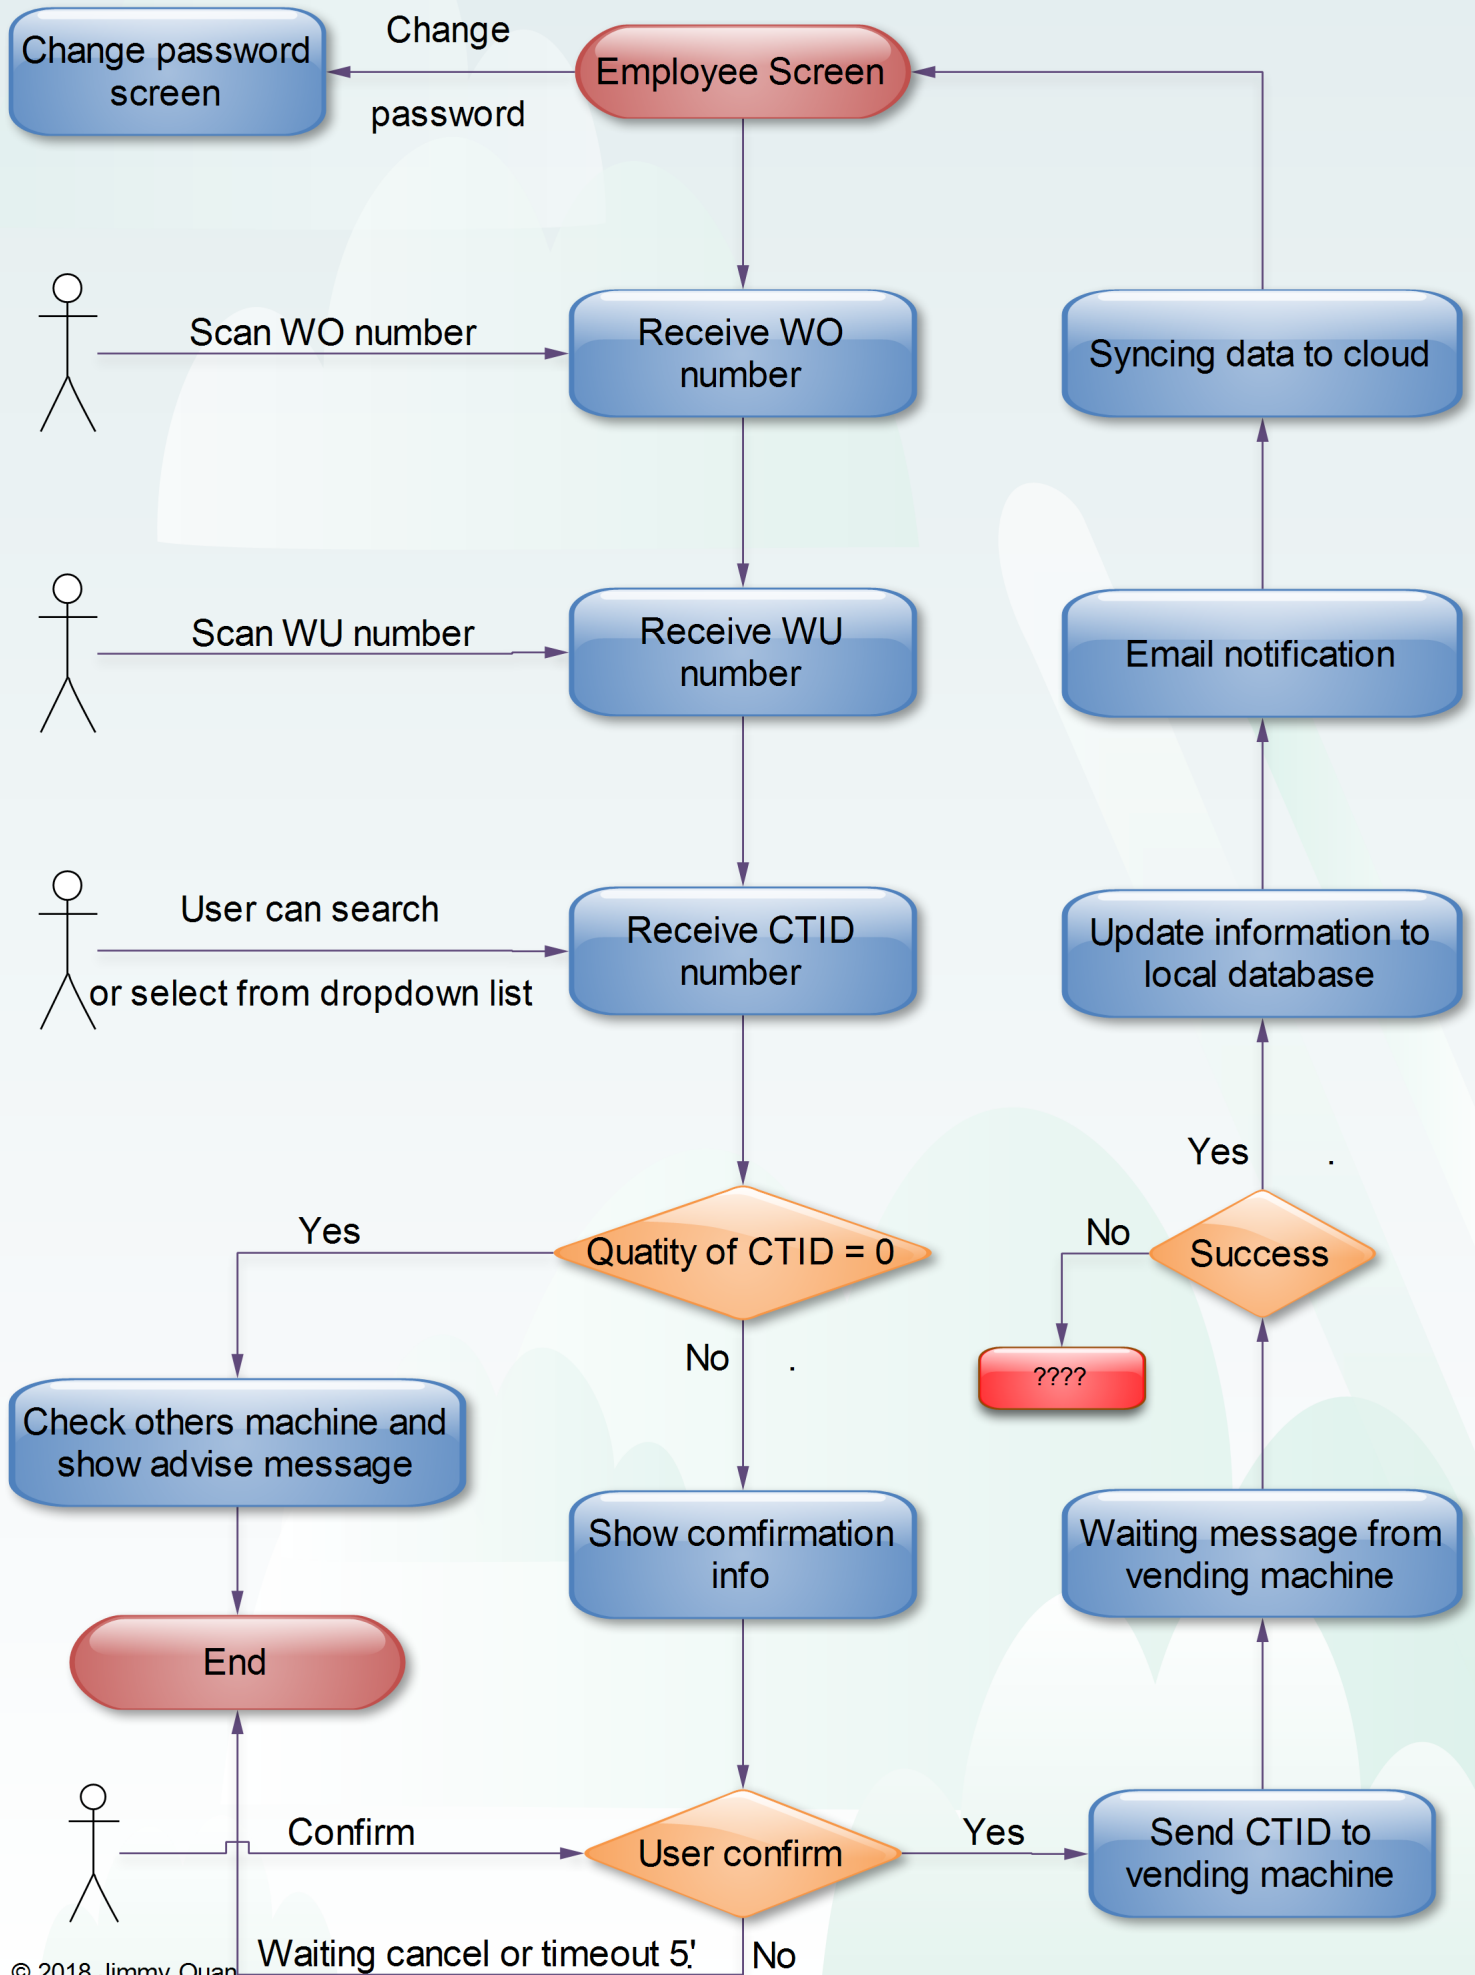 Change password
screen
Change
password
Employee Screen
Scan WO number
Receive WO
number
Syncing data to cloud
Scan WU number
Receive WU
number
Email notification
User can search
or select from dropdown list
Receive CTID
number
Update information to
local database
Yes
Quatity of CTID = 0
No .
Yes .
No
Success
????
Check others machine and
show advise message
Show comfirmation
info
Waiting message from
vending machine
End
Confirm
User confirm
Yes
Send CTID to
vending machine
Waiting cancel or timeout 5'.
No
© 2018 Jimmy Quan